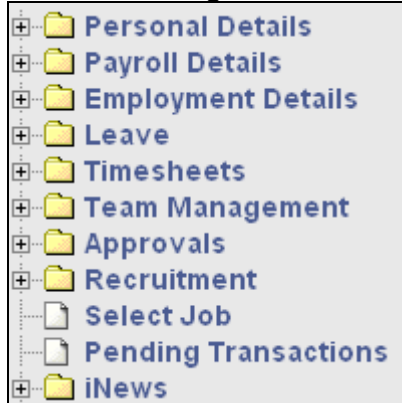 Personal Details
Payroll Details
Employment Details
Leave
Timesheets
Team Management
Approvals
Recruitment
Select Job
Pending Transactions
iNews